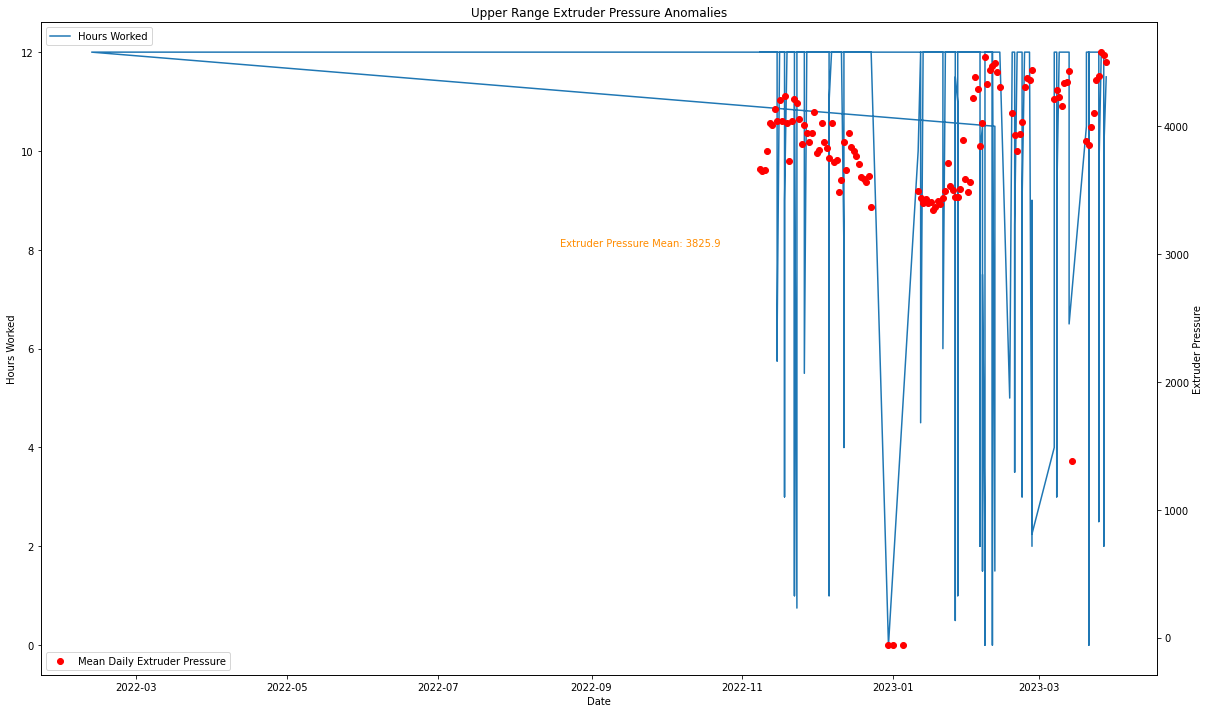 Upper Range Extruder Pressure Anomalies
Hours Worked
12
10
8
6
4
2
0
Hours Worked
4000
3000
2000
1000
0
Extruder Pressure
Extruder Pressure Mean: 3825.9
Mean Daily Extruder Pressure
2022-03
2022-05
2022-07
2022-09
2022-11
2023-01
2023-03
Date